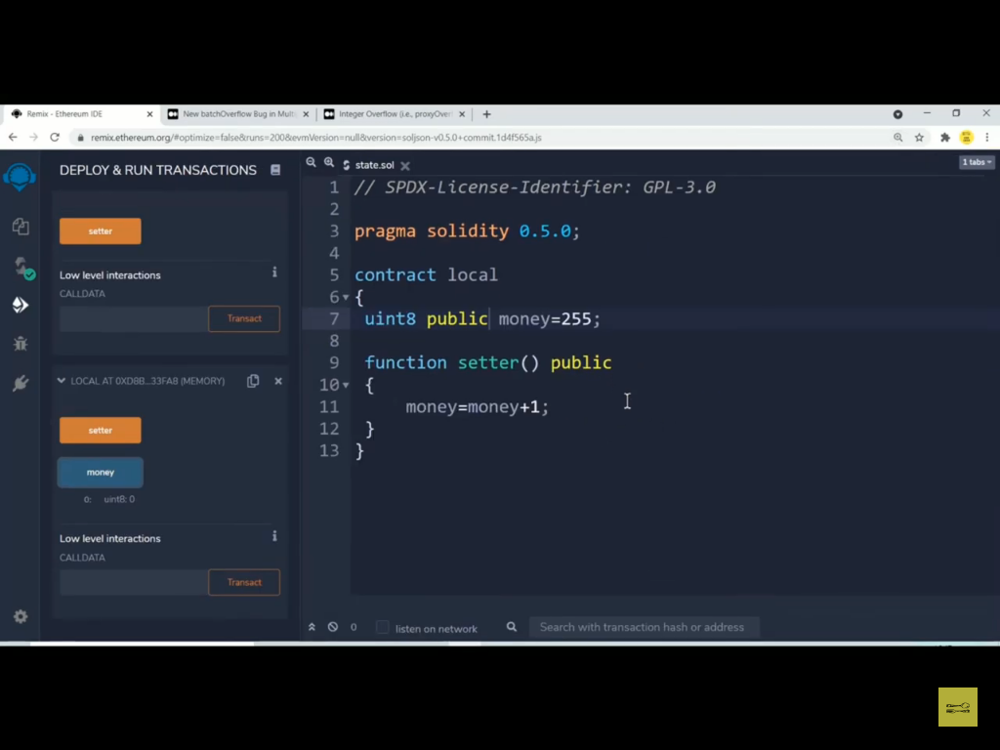 Remix - Ethereum IDE
New batchOverflow Bug in Multi
Integer Overflow (i.e., proxyOver
remix.ethereum.org/#optimize=false&runs=200&evmVersion=null&version=soljson-v0.5.0+commit.1d4f565a.js
DEPLOY & RUN TRANSACTIONS
setter
Low level interactions
CALLDATA
Transact
LOCAL AT 0XD8B...33FA8 (MEMORY)
setter
money
0: uint8: 0
Low level interactions
CALLDATA
Transact
state.sol
1 tabs
1 // SPDX-License-Identifier: GPL-3.0
2
3 pragma solidity 0.5.0;
4
5 contract local
6 {
7 uint8 public money=255;
8
9 function setter() public
10 {
11 money=money+1;
12 }
13 }
0
listen on network
Search with transaction hash or address